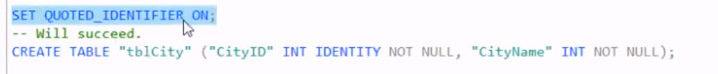 SET QUOTED_IDENTIFIER ON;
-- Will succeed.
CREATE TABLE "tblCity" ("CityID" INT IDENTITY NOT NULL, "CityName" INT NOT NULL);